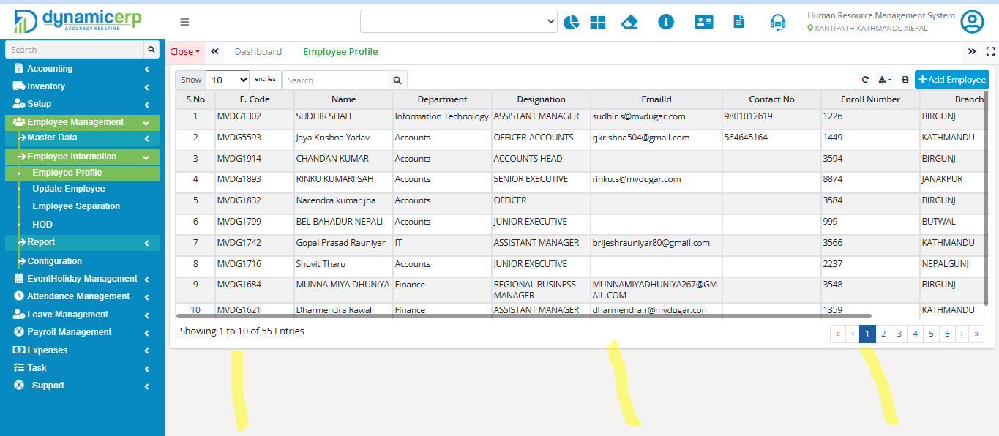 dynamicerp
ACCURACY REDEFINE
Human Resource Management System
KANTIPATH-KATHMANDU,NEPAL
Search
Accounting
Inventory
Setup
Employee Management
Master Data
Employee Information
Employee Profile
Update Employee
Employee Separation
HOD
Report
Configuration
EventHoliday Management
Attendance Management
Leave Management
Payroll Management
Expenses
Task
Support
Close Dashboard Employee Profile
Show 10 entries Search Add Employee
S.No E. Code Name Department Designation EmailId Contact No Enroll Number Branch
1 MVDG1302 SUDHIR SHAH Information Technology ASSISTANT MANAGER sudhir.s@mvdugar.com 9801012619 1226 BIRGUNJ
2 MVDG5593 Jaya Krishna Yadav Accounts OFFICER-ACCOUNTS rjkrishna504@gmail.com 564645164 1449 KATHMANDU
3 MVDG1914 CHANDAN KUMAR Accounts ACCOUNTS HEAD 3594 BIRGUNJ
4 MVDG1893 RINKU KUMARI SAH Accounts SENIOR EXECUTIVE rinku.s@mvdugar.com 8874 JANAKPUR
5 MVDG1832 Narendra kumar jha Accounts OFFICER 3584 BIRGUNJ
6 MVDG1799 BEL BAHADUR NEPALI Accounts JUNIOR EXECUTIVE 999 BUTWAL
7 MVDG1742 Gopal Prasad Rauniyar IT ASSISTANT MANAGER brijeshrauniyar80@gmail.com 3566 KATHMANDU
8 MVDG1716 Shovit Tharu Accounts JUNIOR EXECUTIVE 2237 NEPALGUNJ
9 MVDG1684 MUNNA MIYA DHUNIYA Finance REGIONAL BUSINESS MUNNAMIYADHUNIYA267@GM 3548 BIRGUNJ
MANAGER AIL.COM
10 MVDG1621 Dharmendra Rawal Finance ASSISTANT MANAGER dharmendra.r@mvdugar.con 1359 KATHMANDU
Showing 1 to 10 of 55 Entries
« ‹ 1 2 3 4 5 6 › »